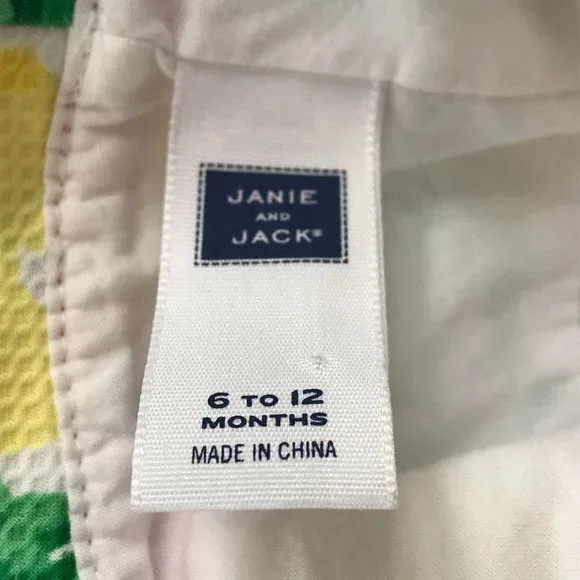 JANIE
AND
JACK®
6 TO 12
MONTHS
MADE IN CHINA